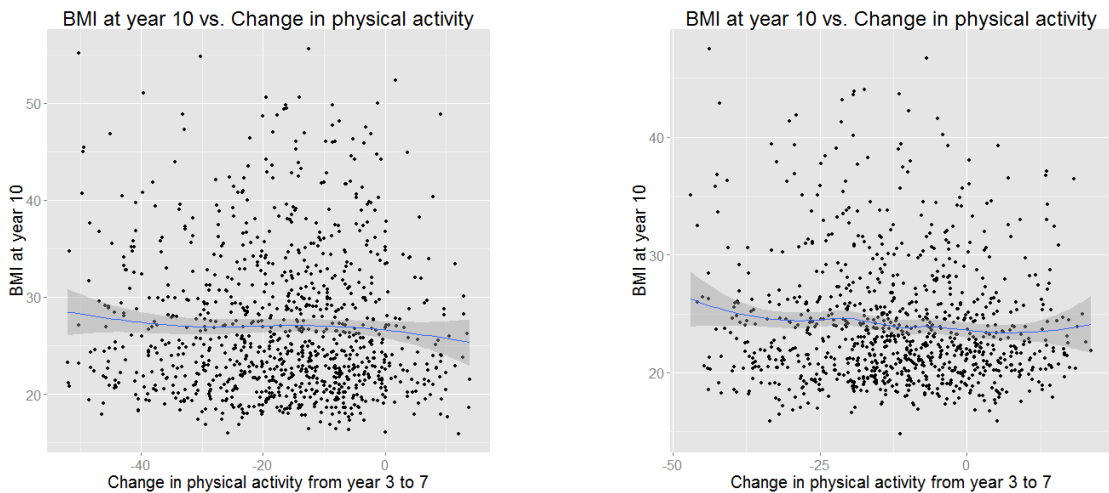 BMI at year 10 vs. Change in physical activity
BMI at year 10
50
40
30
20
-40
-20
0
Change in physical activity from year 3 to 7
BMI at year 10 vs. Change in physical activity
BMI at year 10
40
30
20
-50
-25
0
Change in physical activity from year 3 to 7